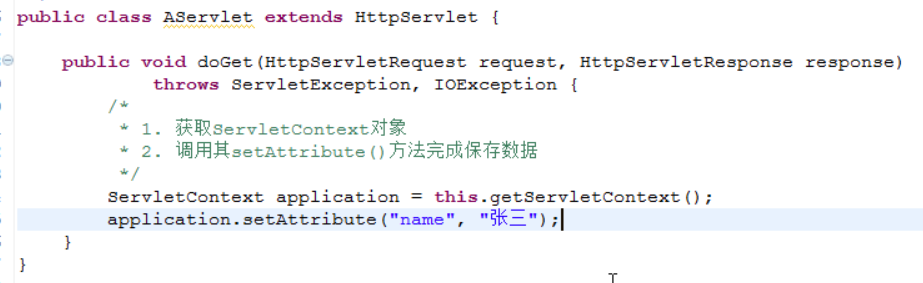 public class AServlet extends HttpServlet {
public void doGet(HttpServletRequest request, HttpServletResponse response)
throws ServletException, IOException {
/*
* 1. 获取ServletContext对象
* 2. 调用其setAttribute()方法完成保存数据
*/
ServletContext application = this.getServletContext();
application.setAttribute("name", "张三");
}
}